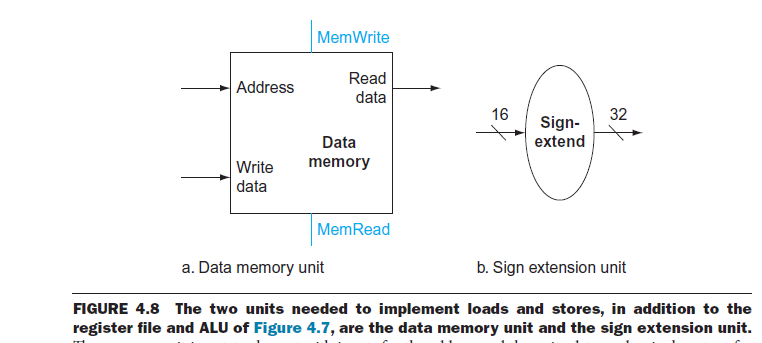 MemWrite
Address
Read
data
Data
memory
Write
data
MemRead
16
Sign-
extend
32
a. Data memory unit
b. Sign extension unit
FIGURE 4.8 The two units needed to implement loads and stores, in addition to the
register file and ALU of Figure 4.7, are the data memory unit and the sign extension unit.